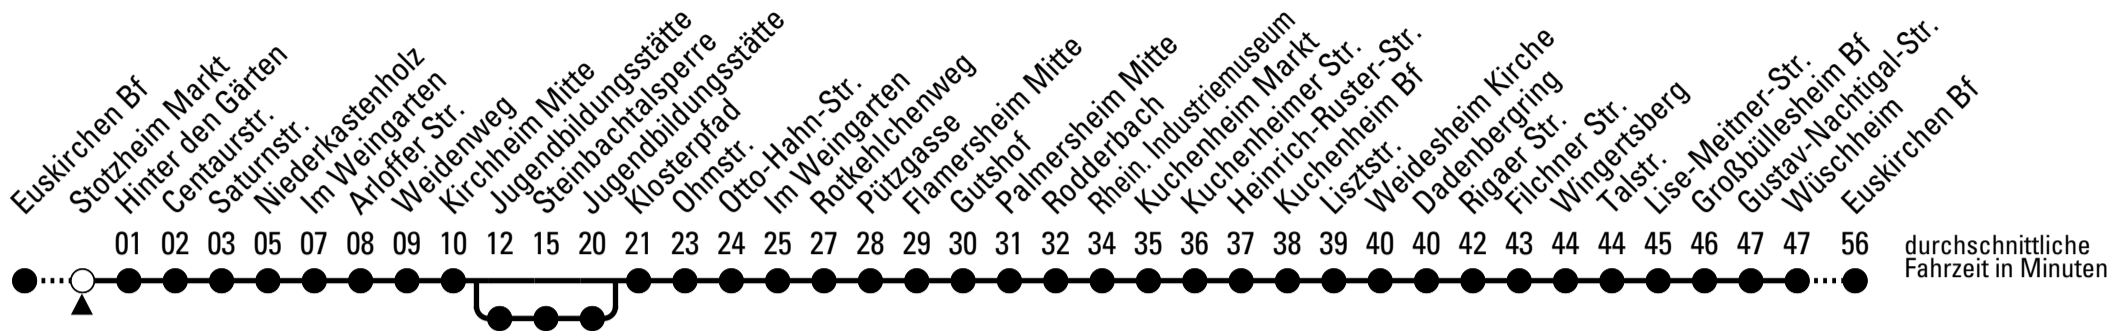 Euskirchen Bf
Stotzheim Markt
Hinter den Gärten
Centaurstr.
Saturnstr.
Niederkastenholz
Im Weingarten
Arloffer Str.
Weidenweg
Kirchheim Mitte
Jugendbildungsstätte
Steinbachtalsperre
Jugendbildungsstätte
Klosterpfad
Ohmstr.
Otto-Hahn-Str.
Im Weingarten
Rotkehlchenweg
Pützgasse
Flamersheim Mitte
Gutshof
Palmersheim Mitte
Rodderbach
Rhein. Industriemuseum
Kuchenheim Markt
Kuchenheimer Str.
Heinrich-Ruster-Str.
Kuchenheim Bf
Lisztstr.
Weidesheim Kirche
Dadenbergring
Rigaer Str.
Filchner Str.
Wingertsberg
Talstr.
Lise-Meitner-Str.
Großbüllesheim Bf
Gustav-Nachtigal-Str.
Wüschheim
Euskirchen Bf
01 02 03 05 07 08 09 10 12 15 20 21 23 24 25 27 28 29 30 31 32 34 35 36 37 38 39 40 40 42 43 44 44 45 46 47 47 56
durchschnittliche
Fahrzeit in Minuten